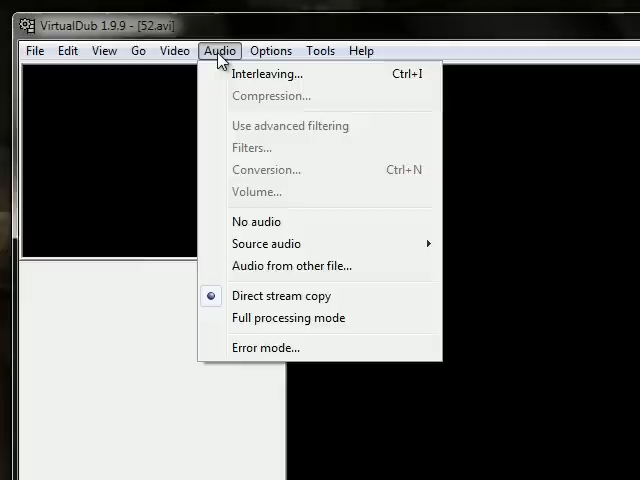 VirtualDub 1.9.9 - [52.avi]
File Edit View Go Video Audio Options Tools Help
Interleaving... Ctrl+I
Compression...
Use advanced filtering
Filters...
Conversion... Ctrl+N
Volume...
No audio
Source audio
Audio from other file...
Direct stream copy
Full processing mode
Error mode...